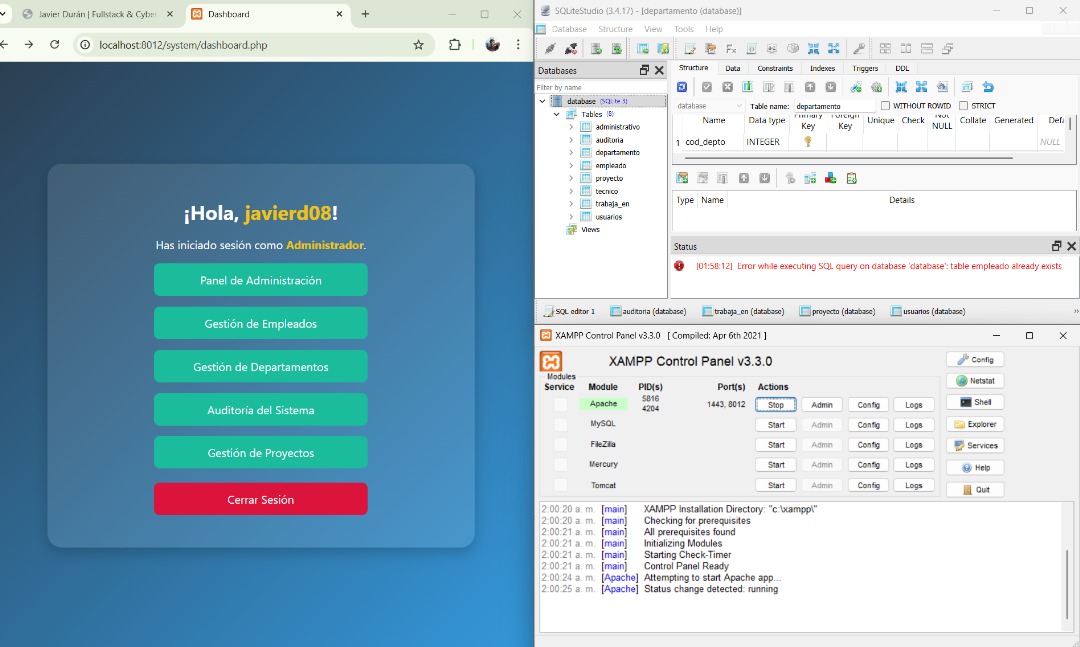 Javier Durán | Fullstack & Cyber
Dashboard
localhost:8012/system/dashboard.php
¡Hola, javierd08!
Has iniciado sesión como Administrador.
Panel de Administración
Gestión de Empleados
Gestión de Departamentos
Auditoría del Sistema
Gestión de Proyectos
Cerrar Sesión
SQLiteStudio (3.4.17) - [departamento (database)]
Database Structure View Tools Help
Databases
Filter by name
database (SQLite 3)
Tables (8)
administrativo
auditoria
departamento
empleado
proyecto
tecnico
trabaja_en
usuarios
Views
Structure Data Constraints Indexes Triggers DDL
database Table name: departamento WITHOUT ROWID STRICT
Name Data type Primary Key Foreign Key Unique Check Not NULL Collate Generated Defa
1 cod_depto INTEGER NULL
Type Name Details
Status
[01:58:12] Error while executing SQL query on database 'database': table empleado already exists
SQL editor 1 auditoria (database) trabaja_en (database) proyecto (database) usuarios (database) »
XAMPP Control Panel v3.3.0 [ Compiled: Apr 6th 2021 ]
XAMPP Control Panel v3.3.0
Modules
Service Module PID(s) Port(s) Actions
Apache 5816 4204 1443, 8012 Stop Admin Config Logs
MySQL Start Admin Config Logs
FileZilla Start Admin Config Logs
Mercury Start Admin Config Logs
Tomcat Start Admin Config Logs
Config
Netstat
Shell
Explorer
Services
Help
Quit
2:00:20 a. m. [main] XAMPP Installation Directory: "c:\xampp\"
2:00:20 a. m. [main] Checking for prerequisites
2:00:21 a. m. [main] All prerequisites found
2:00:21 a. m. [main] Initializing Modules
2:00:21 a. m. [main] Starting Check-Timer
2:00:21 a. m. [main] Control Panel Ready
2:00:24 a. m. [Apache] Attempting to start Apache app...
2:00:25 a. m. [Apache] Status change detected: running